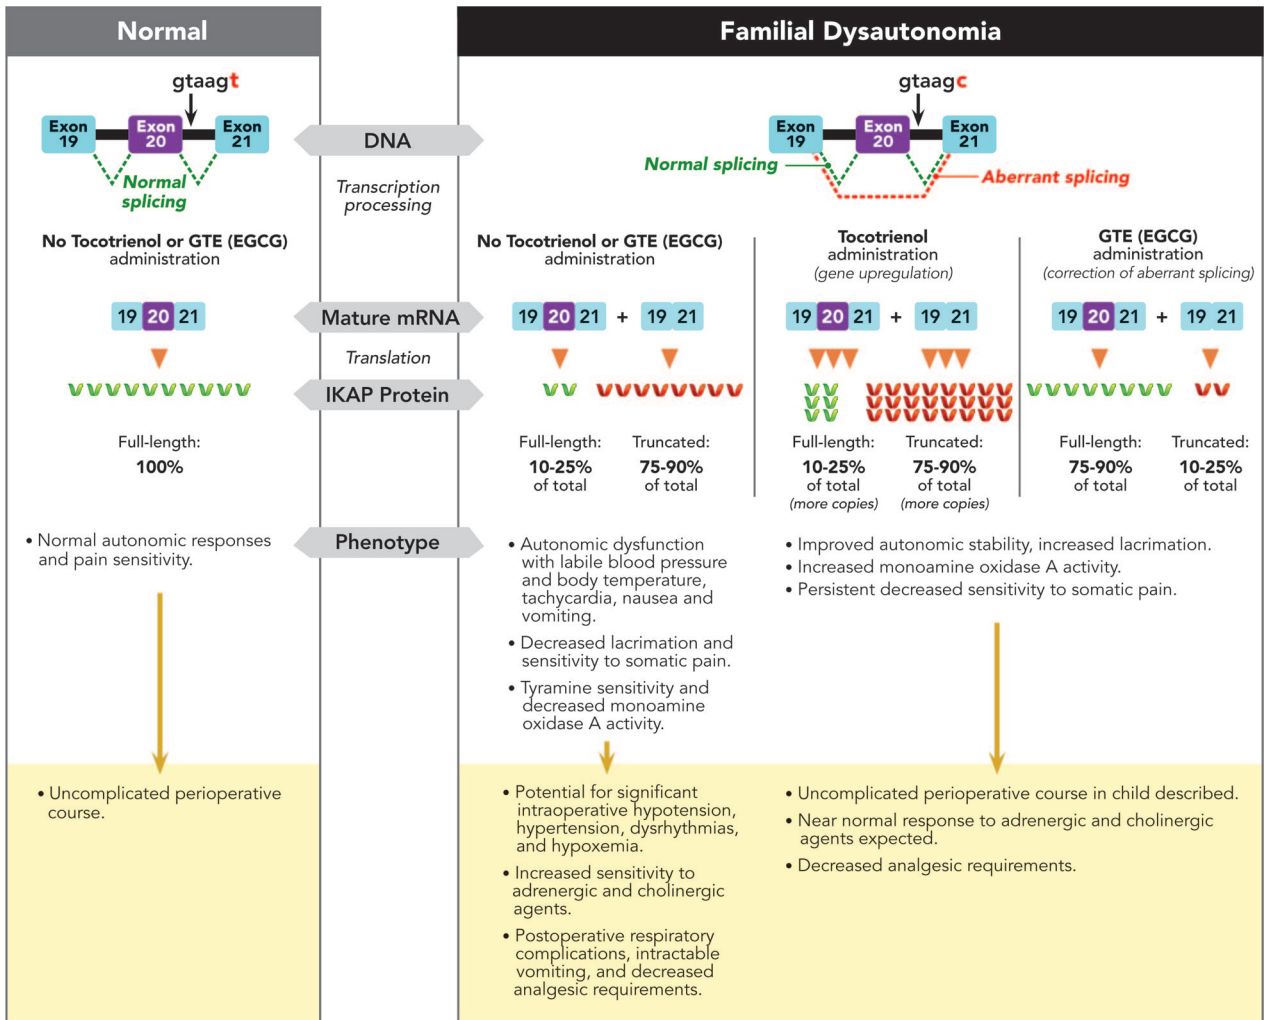 Normal
Familial Dysautonomia
gtaagt
Exon 19
Exon 20
Exon 21
Normal
splicing
DNA
Transcription
processing
gtaagc
Exon 19
Exon 20
Exon 21
Normal splicing
Aberrant splicing
No Tocotrienol or GTE (EGCG)
administration
No Tocotrienol or GTE (EGCG)
administration
Tocotrienol
administration
(gene upregulation)
GTE (EGCG)
administration
(correction of aberrant splicing)
19 20 21
Mature mRNA
19 20 21 + 19 21
19 20 21 + 19 21
19 20 21 + 19 21
Translation
IKAP Protein
Full-length:
100%
Full-length:
10-25%
of total
Truncated:
75-90%
of total
Full-length:
10-25%
of total
(more copies)
Truncated:
75-90%
of total
(more copies)
Full-length:
75-90%
of total
Truncated:
10-25%
of total
Phenotype
• Normal autonomic responses
and pain sensitivity.
• Autonomic dysfunction
with labile blood pressure
and body temperature,
tachycardia, nausea and
vomiting.
• Decreased lacrimation and
sensitivity to somatic pain.
• Tyramine sensitivity and
decreased monoamine
oxidase A activity.
• Improved autonomic stability, increased lacrimation.
• Increased monoamine oxidase A activity.
• Persistent decreased sensitivity to somatic pain.
• Uncomplicated perioperative
course.
• Potential for significant
intraoperative hypotension,
hypertension, dysrhythmias,
and hypoxemia.
• Increased sensitivity to
adrenergic and cholinergic
agents.
• Postoperative respiratory
complications, intractable
vomiting, and decreased
analgesic requirements.
• Uncomplicated perioperative course in child described.
• Near normal response to adrenergic and cholinergic
agents expected.
• Decreased analgesic requirements.